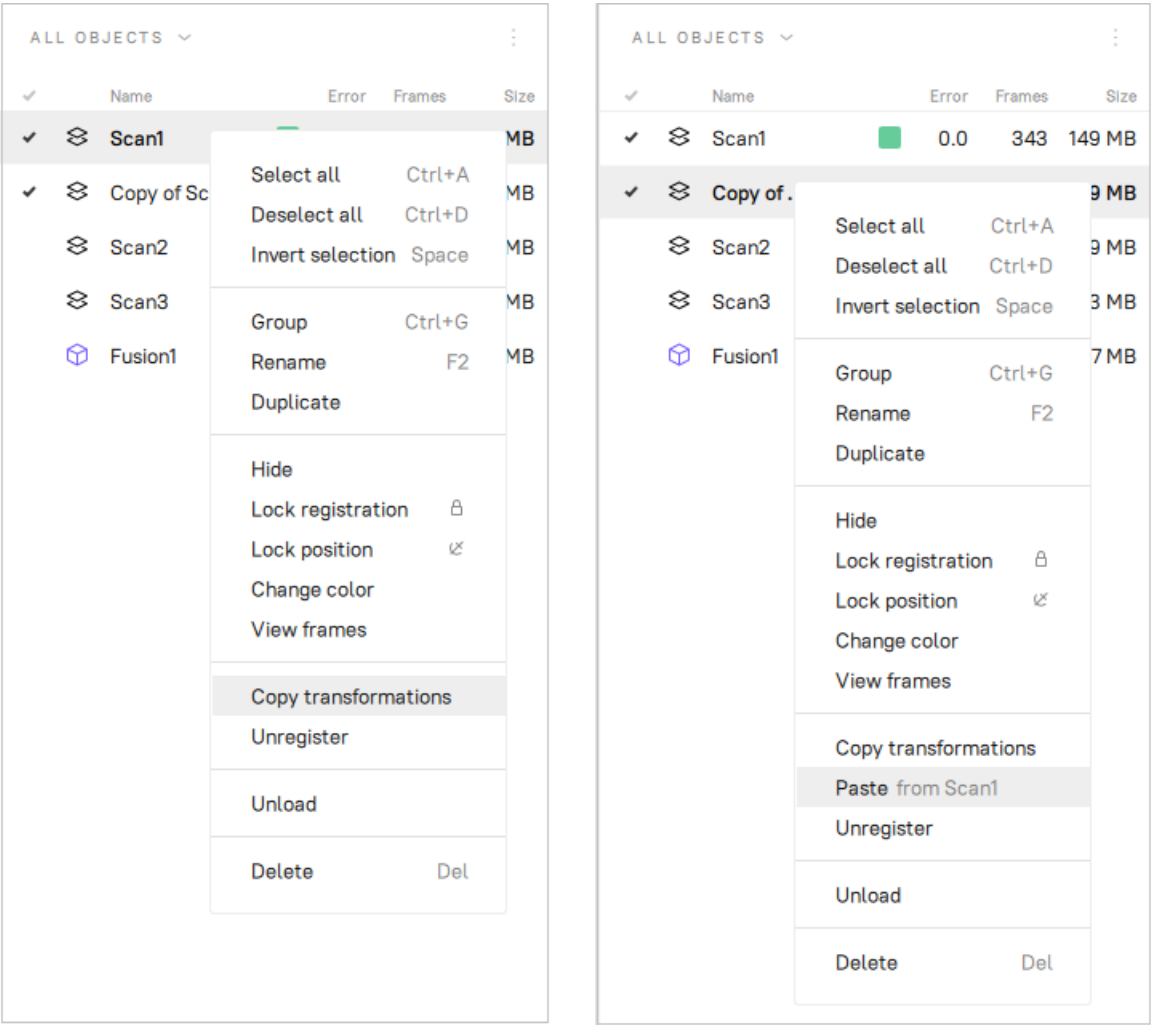 ALL OBJECTS
Name Error Frames Size
Scan1 MB
Copy of Sc MB
Scan2 MB
Scan3 MB
Fusion1 MB
Select all Ctrl+A
Deselect all Ctrl+D
Invert selection Space
Group Ctrl+G
Rename F2
Duplicate
Hide
Lock registration
Lock position
Change color
View frames
Copy transformations
Unregister
Unload
Delete Del
ALL OBJECTS
Name Error Frames Size
Scan1 0.0 343 149 MB
Copy of . 9 MB
Scan2 9 MB
Scan3 3 MB
Fusion1 7 MB
Select all Ctrl+A
Deselect all Ctrl+D
Invert selection Space
Group Ctrl+G
Rename F2
Duplicate
Hide
Lock registration
Lock position
Change color
View frames
Copy transformations
Paste from Scan1
Unregister
Unload
Delete Del